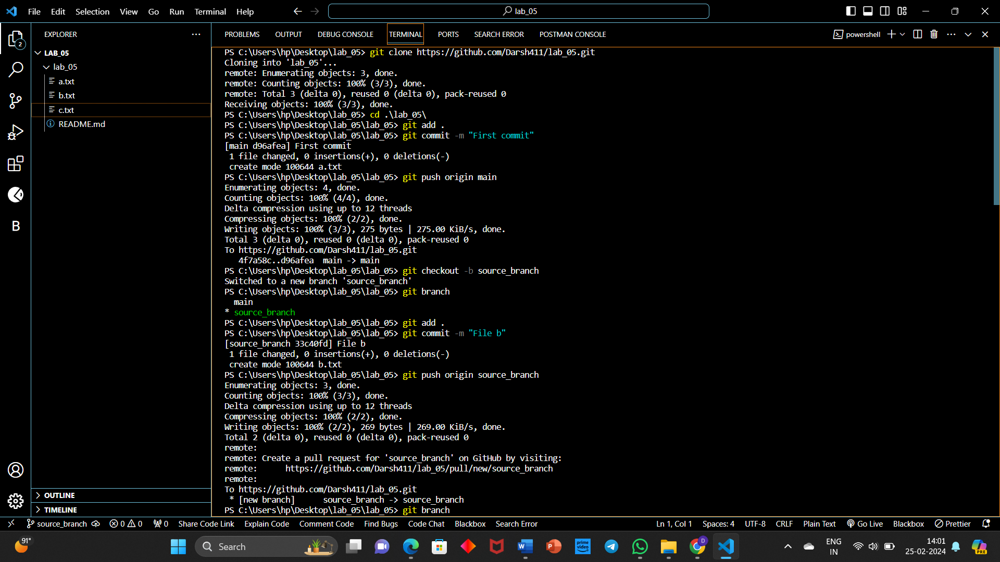 File Edit Selection View Go Run Terminal Help
lab_05
EXPLORER
2
LAB_05
lab_05
a.txt
b.txt
c.txt
README.md
OUTLINE
TIMELINE
PROBLEMS OUTPUT DEBUG CONSOLE TERMINAL PORTS SEARCH ERROR POSTMAN CONSOLE
powershell
PS C:\Users\hp\Desktop\lab_05> git clone https://github.com/Darsh411/lab_05.git
Cloning into 'lab_05'...
remote: Enumerating objects: 3, done.
remote: Counting objects: 100% (3/3), done.
remote: Total 3 (delta 0), reused 0 (delta 0), pack-reused 0
Receiving objects: 100% (3/3), done.
PS C:\Users\hp\Desktop\lab_05> cd .\lab_05\
PS C:\Users\hp\Desktop\lab_05\lab_05> git add .
PS C:\Users\hp\Desktop\lab_05\lab_05> git commit -m "First commit"
[main d96afea] First commit
 1 file changed, 0 insertions(+), 0 deletions(-)
 create mode 100644 a.txt
PS C:\Users\hp\Desktop\lab_05\lab_05> git push origin main
Enumerating objects: 4, done.
Counting objects: 100% (4/4), done.
Delta compression using up to 12 threads
Compressing objects: 100% (2/2), done.
Writing objects: 100% (3/3), 275 bytes | 275.00 KiB/s, done.
Total 3 (delta 0), reused 0 (delta 0), pack-reused 0
To https://github.com/Darsh411/lab_05.git
   4f7a58c..d96afea  main -> main
PS C:\Users\hp\Desktop\lab_05\lab_05> git checkout -b source_branch
Switched to a new branch 'source_branch'
PS C:\Users\hp\Desktop\lab_05\lab_05> git branch
  main
* source_branch
PS C:\Users\hp\Desktop\lab_05\lab_05> git add .
PS C:\Users\hp\Desktop\lab_05\lab_05> git commit -m "File b"
[source_branch 33c40fd] File b
 1 file changed, 0 insertions(+), 0 deletions(-)
 create mode 100644 b.txt
PS C:\Users\hp\Desktop\lab_05\lab_05> git push origin source_branch
Enumerating objects: 3, done.
Counting objects: 100% (3/3), done.
Delta compression using up to 12 threads
Compressing objects: 100% (2/2), done.
Writing objects: 100% (2/2), 269 bytes | 269.00 KiB/s, done.
Total 2 (delta 0), reused 0 (delta 0), pack-reused 0
remote:
remote: Create a pull request for 'source_branch' on GitHub by visiting:
remote:      https://github.com/Darsh411/lab_05/pull/new/source_branch
remote:
To https://github.com/Darsh411/lab_05.git
 * [new branch]      source_branch -> source_branch
PS C:\Users\hp\Desktop\lab_05\lab_05> git branch
B
source_branch 0 0 0 Share Code Link Explain Code Comment Code Find Bugs Code Chat Blackbox Search Error Ln 1, Col 1 Spaces: 4 UTF-8 CRLF Plain Text Go Live Blackbox Prettier
91°
Search
W
P
prime video
D
ENG
IN
14:01
25-02-2024
PRE